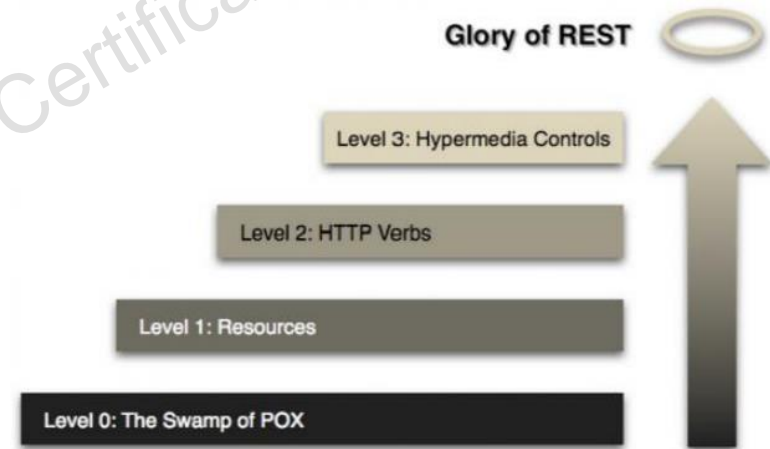 Certifica
Glory of REST
Level 3: Hypermedia Controls
Level 2: HTTP Verbs
Level 1: Resources
Level 0: The Swamp of POX